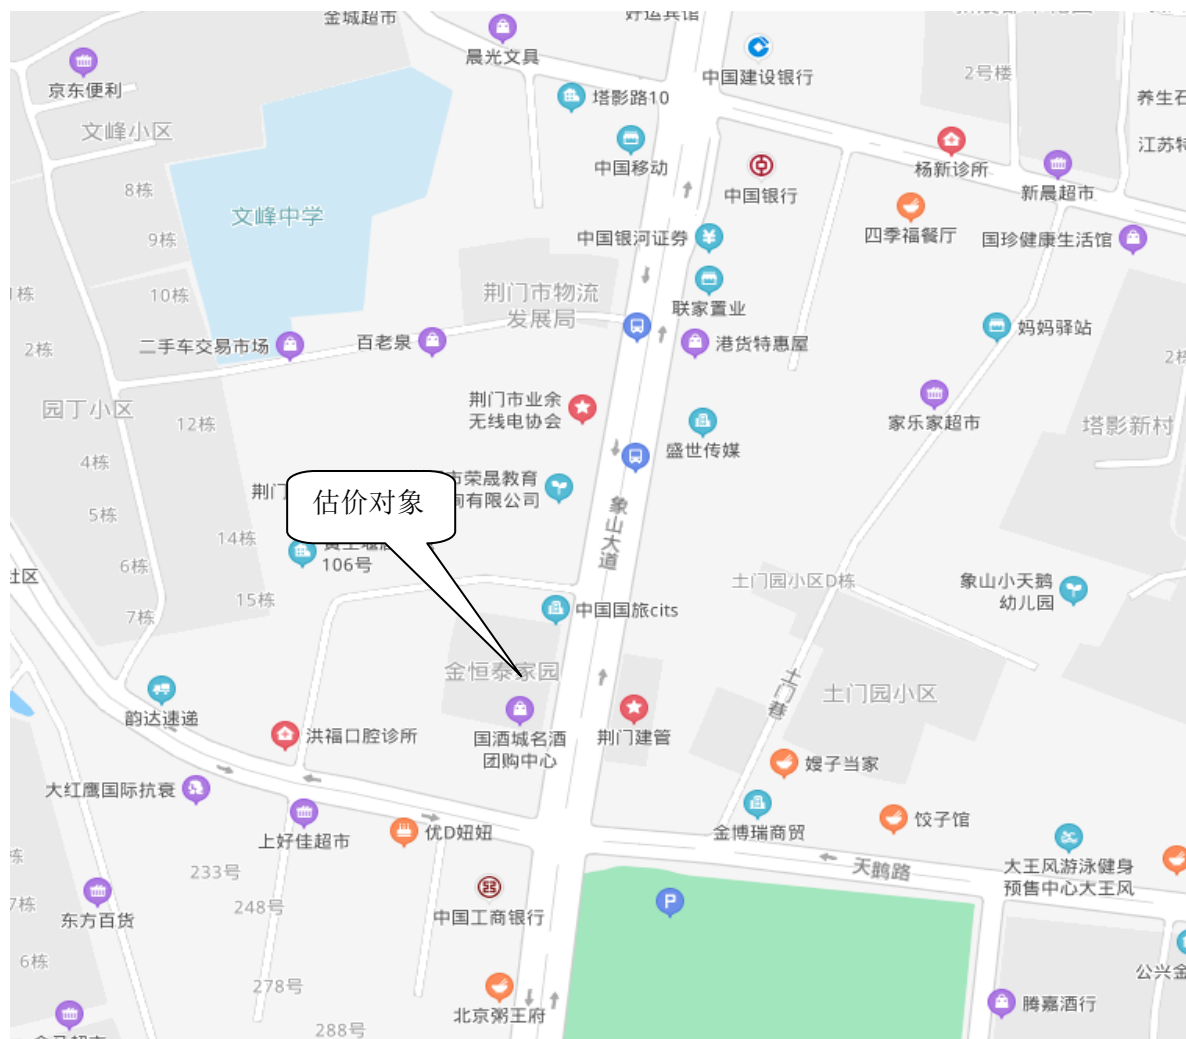 金城超市
好运宾馆
晨光文具
中国建设银行
2号楼
京东便利
塔影路10
养生石
文峰小区
中国移动
杨新诊所
江苏特
8栋
中国银行
新晨超市
文峰中学
9栋
中国银河证券
四季福餐厅
国珍健康生活馆
1栋
10栋
荆门市物流
发展局
联家置业
妈妈驿站
2栋
二手车交易市场
百老泉
港货特惠屋
2栋
园丁小区
12栋
荆门市业余
无线电协会
盛世传媒
家乐家超市
塔影新村
4栋
荆门
市荣晟教育
询有限公司
估价对象
5栋
14栋
象山大道
6栋
106号
社区
土门园小区D栋
象山小天鹅
幼儿园
7栋
15栋
中国国旅cits
金恒泰家园
土门巷
土门园小区
韵达速递
洪福口腔诊所
国酒城名酒
团购中心
荆门建管
大红鹰国际抗衰
嫂子当家
上好佳超市
优D妞妞
金博瑞商贸
饺子馆
233号
天鹅路
大王风游泳健身
预售中心大王风
栋
7栋
东方百货
248号
中国工商银行
P
6栋
278号
公兴金
北京粥王府
腾嘉酒行
288号